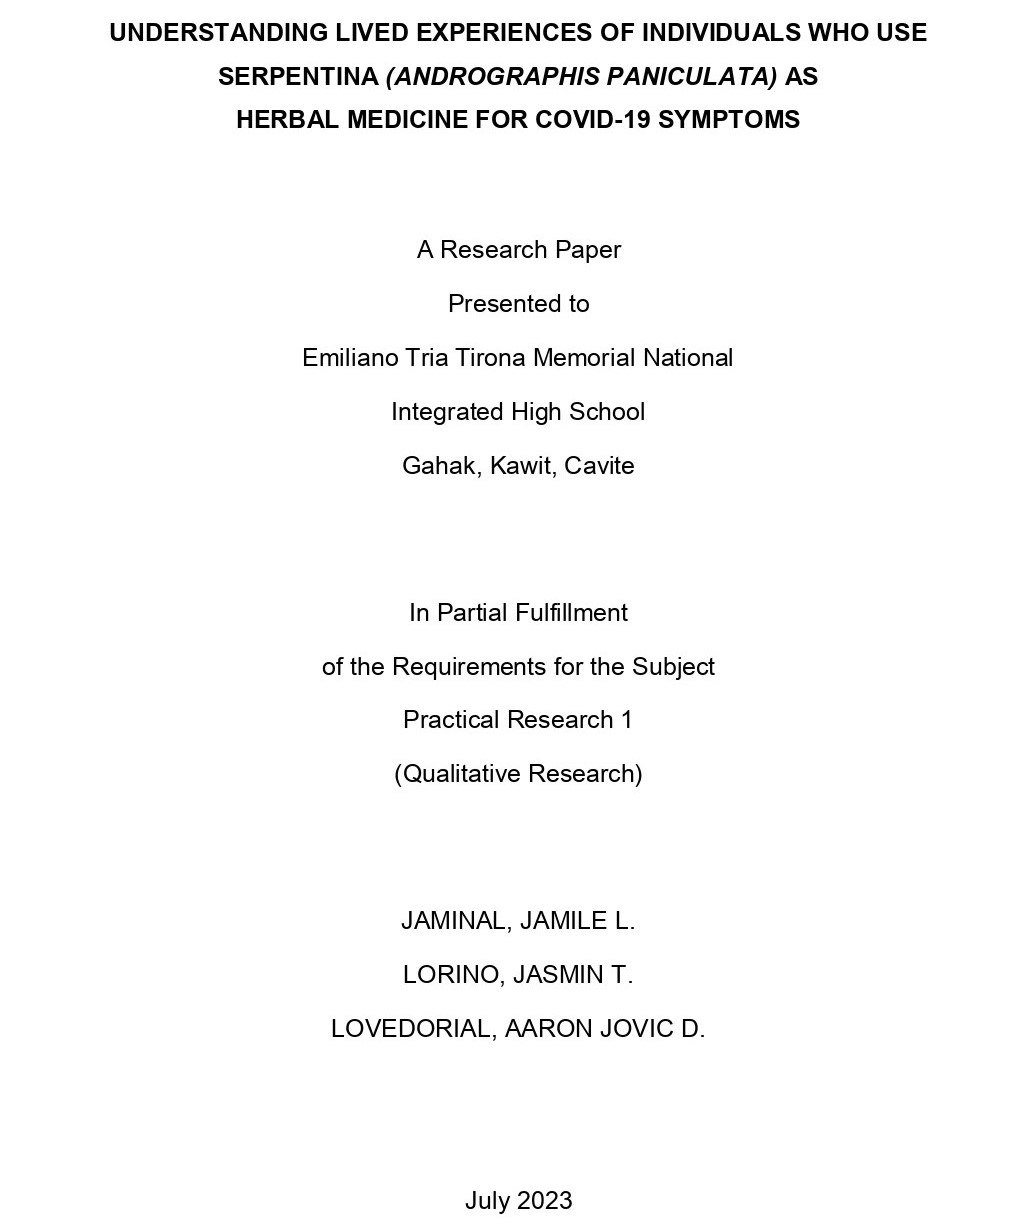 UNDERSTANDING LIVED EXPERIENCES OF INDIVIDUALS WHO USE
SERPENTINA (ANDROGRAPHIS PANICULATA) AS
HERBAL MEDICINE FOR COVID-19 SYMPTOMS
A Research Paper
Presented to
Emiliano Tria Tirona Memorial National
Integrated High School
Gahak, Kawit, Cavite
In Partial Fulfillment
of the Requirements for the Subject
Practical Research 1
(Qualitative Research)
JAMINAL, JAMILE L.
LORINO, JASMIN T.
LOVEDORIAL, AARON JOVIC D.
July 2023